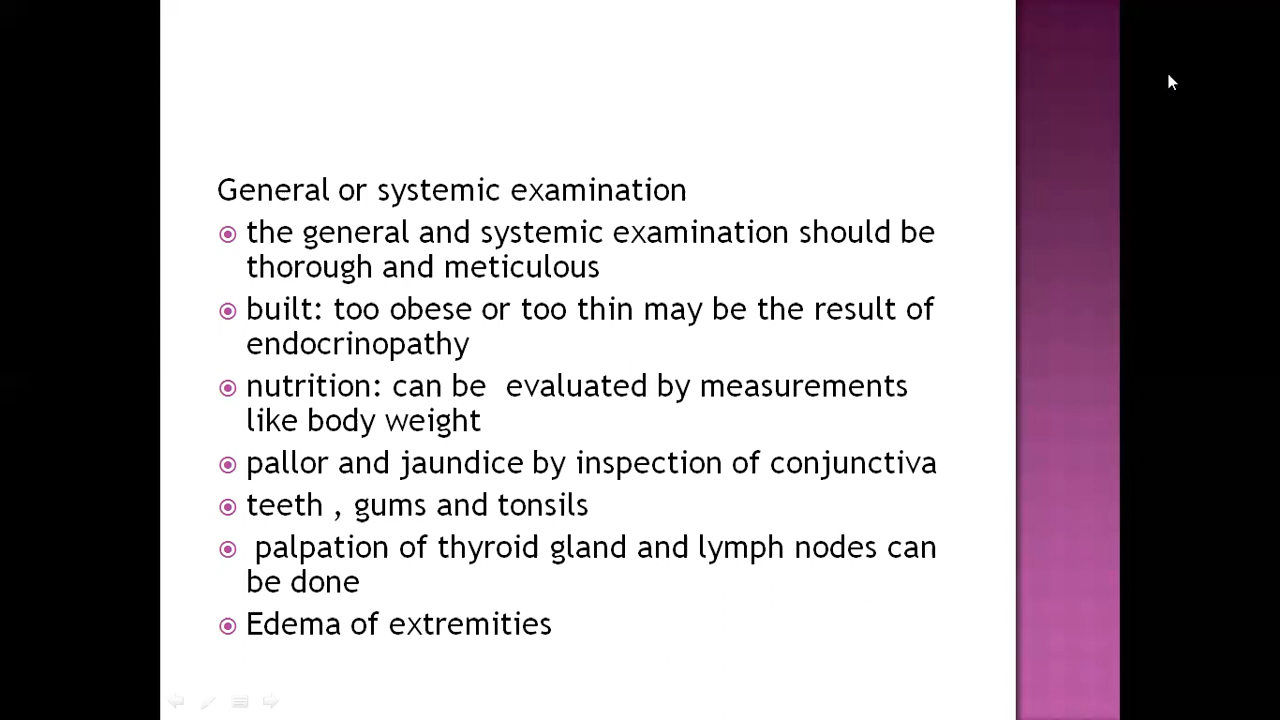 General or systemic examination
the general and systemic examination should be
thorough and meticulous
built: too obese or too thin may be the result of
endocrinopathy
nutrition: can be  evaluated by measurements
like body weight
pallor and jaundice by inspection of conjunctiva
teeth , gums and tonsils
palpation of thyroid gland and lymph nodes can
be done
Edema of extremities